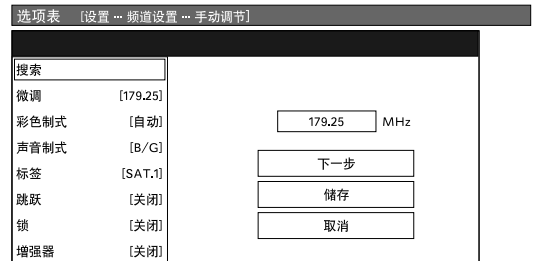 选项表 [设置 ┅ 频道设置 ┅ 手动调节]
搜索
微调 [179.25]
彩色制式 [自动]
声音制式 [B/G]
标签 [SAT.1]
跳跃 [关闭]
锁 [关闭]
增强器 [关闭]
179.25 MHz
下一步
储存
取消